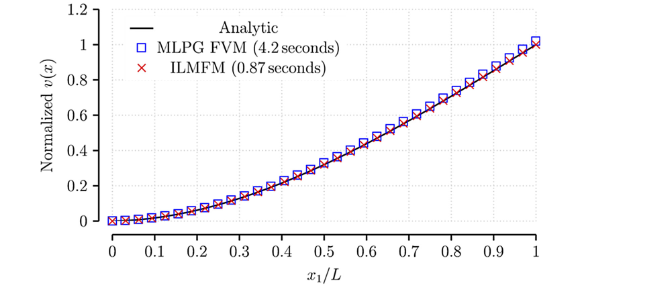 1.2
1
0.8
0.6
0.4
0.2
0
Normalized v(x)
Analytic
MLPG FVM (4.2 seconds)
ILMFM (0.87 seconds)
0 0.1 0.2 0.3 0.4 0.5 0.6 0.7 0.8 0.9 1
x₁/L